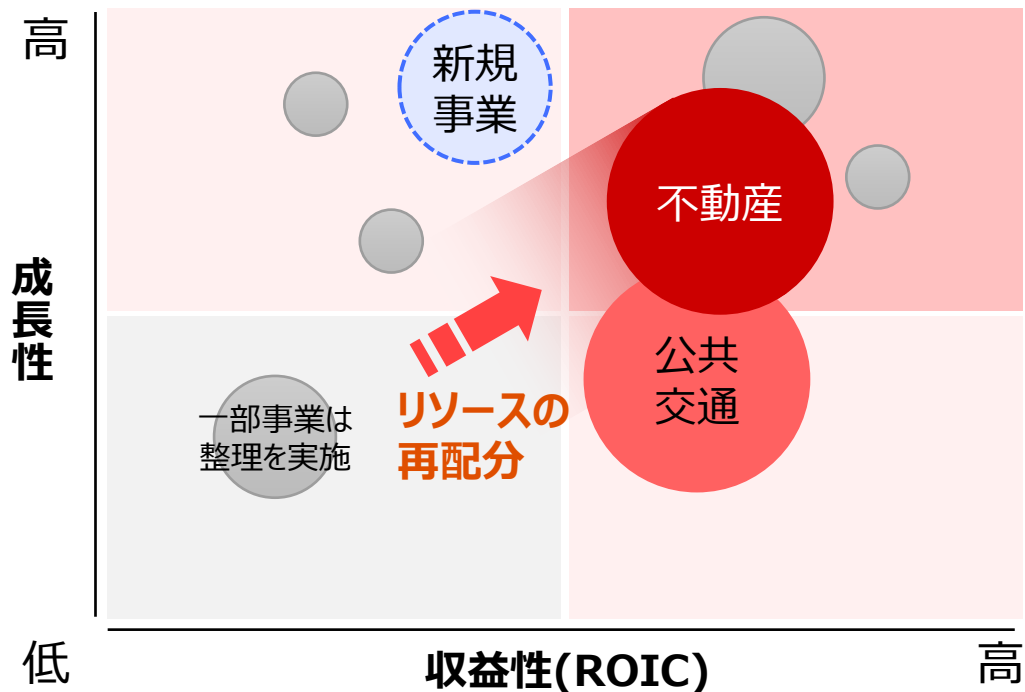 高
新規
事業
不動産
成長性
公共
交通
一部事業は
整理を実施
リソースの
再配分
低
収益性(ROIC)
高